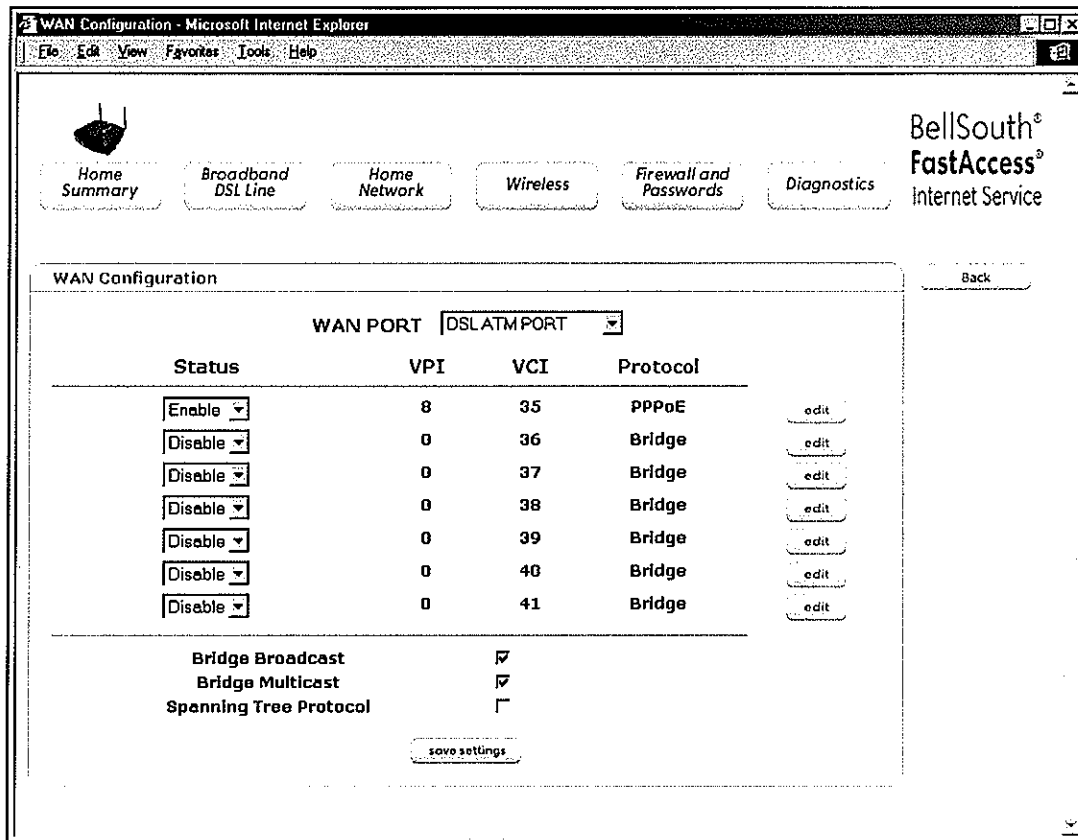 WAN Configuration - Microsoft Internet Explorer
File Edit View Favorites Tools Help
BellSouth®
FastAccess®
Internet Service
Home Summary
Broadband DSL Line
Home Network
Wireless
Firewall and Passwords
Diagnostics
WAN Configuration
Back
WAN PORT DSL ATM PORT
Status VPI VCI Protocol
Enable 8 35 PPPoE edit
Disable 0 36 Bridge edit
Disable 0 37 Bridge edit
Disable 0 38 Bridge edit
Disable 0 39 Bridge edit
Disable 0 40 Bridge edit
Disable 0 41 Bridge edit
Bridge Broadcast
Bridge Multicast
Spanning Tree Protocol
save settings